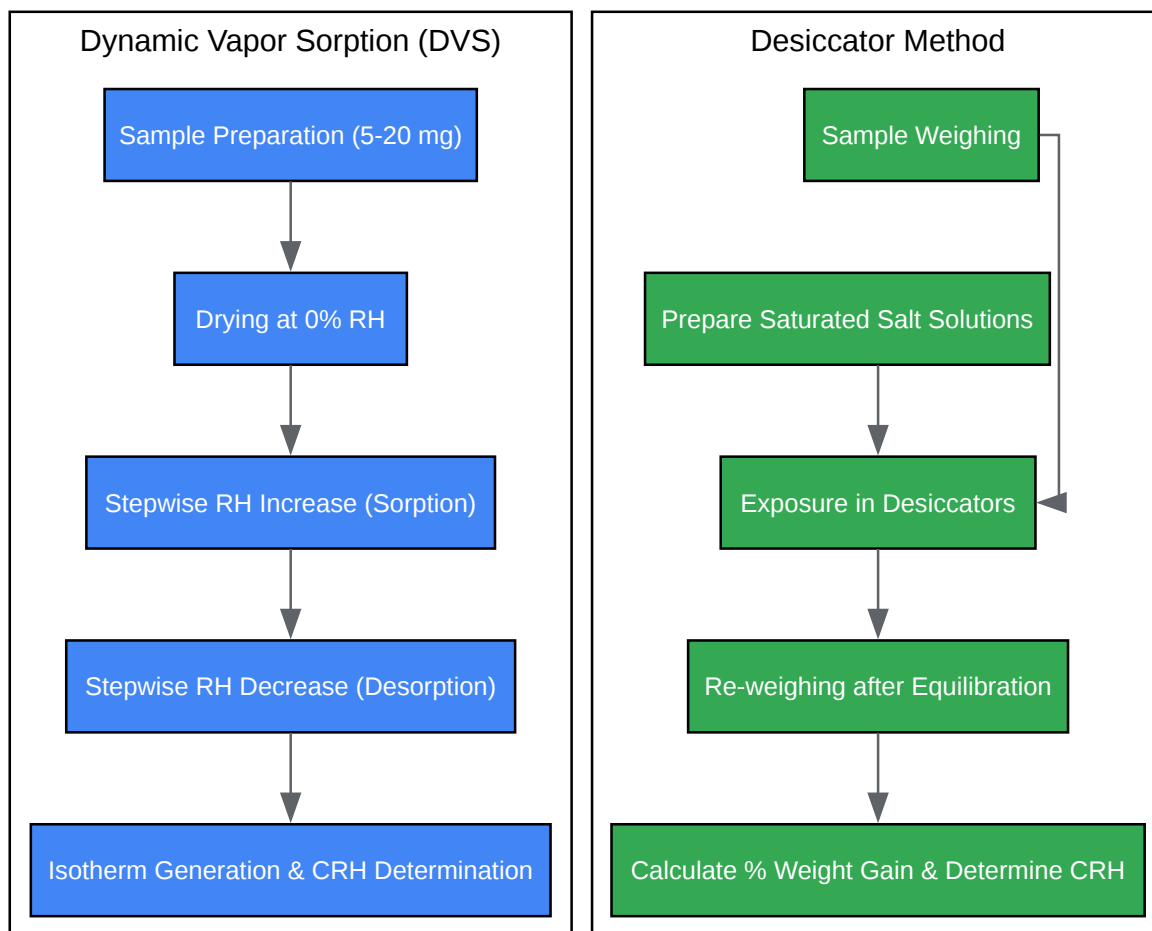 Dynamic Vapor Sorption (DVS)
Sample Preparation (5-20 mg)
Drying at 0% RH
Stepwise RH Increase (Sorption)
Stepwise RH Decrease (Desorption)
Isotherm Generation & CRH Determination
Desiccator Method
Sample Weighing
Prepare Saturated Salt Solutions
Exposure in Desiccators
Re-weighing after Equilibration
Calculate % Weight Gain & Determine CRH